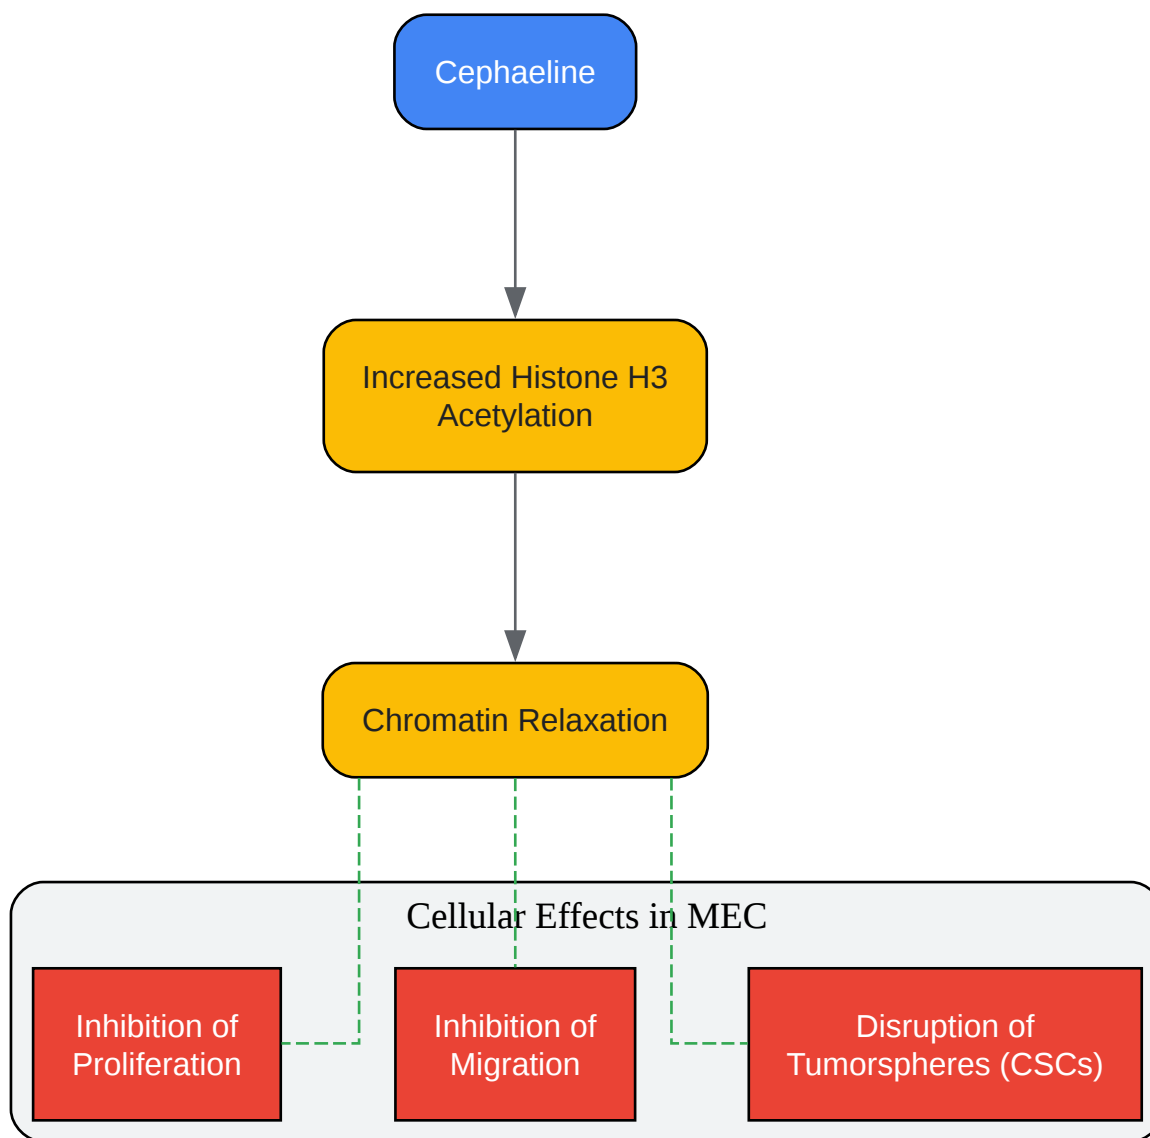 Cephaeline
Increased Histone H3
Acetylation
Chromatin Relaxation
Cellular Effects in MEC
Inhibition of
Proliferation
Inhibition of
Migration
Disruption of
Tumorspheres (CSCs)